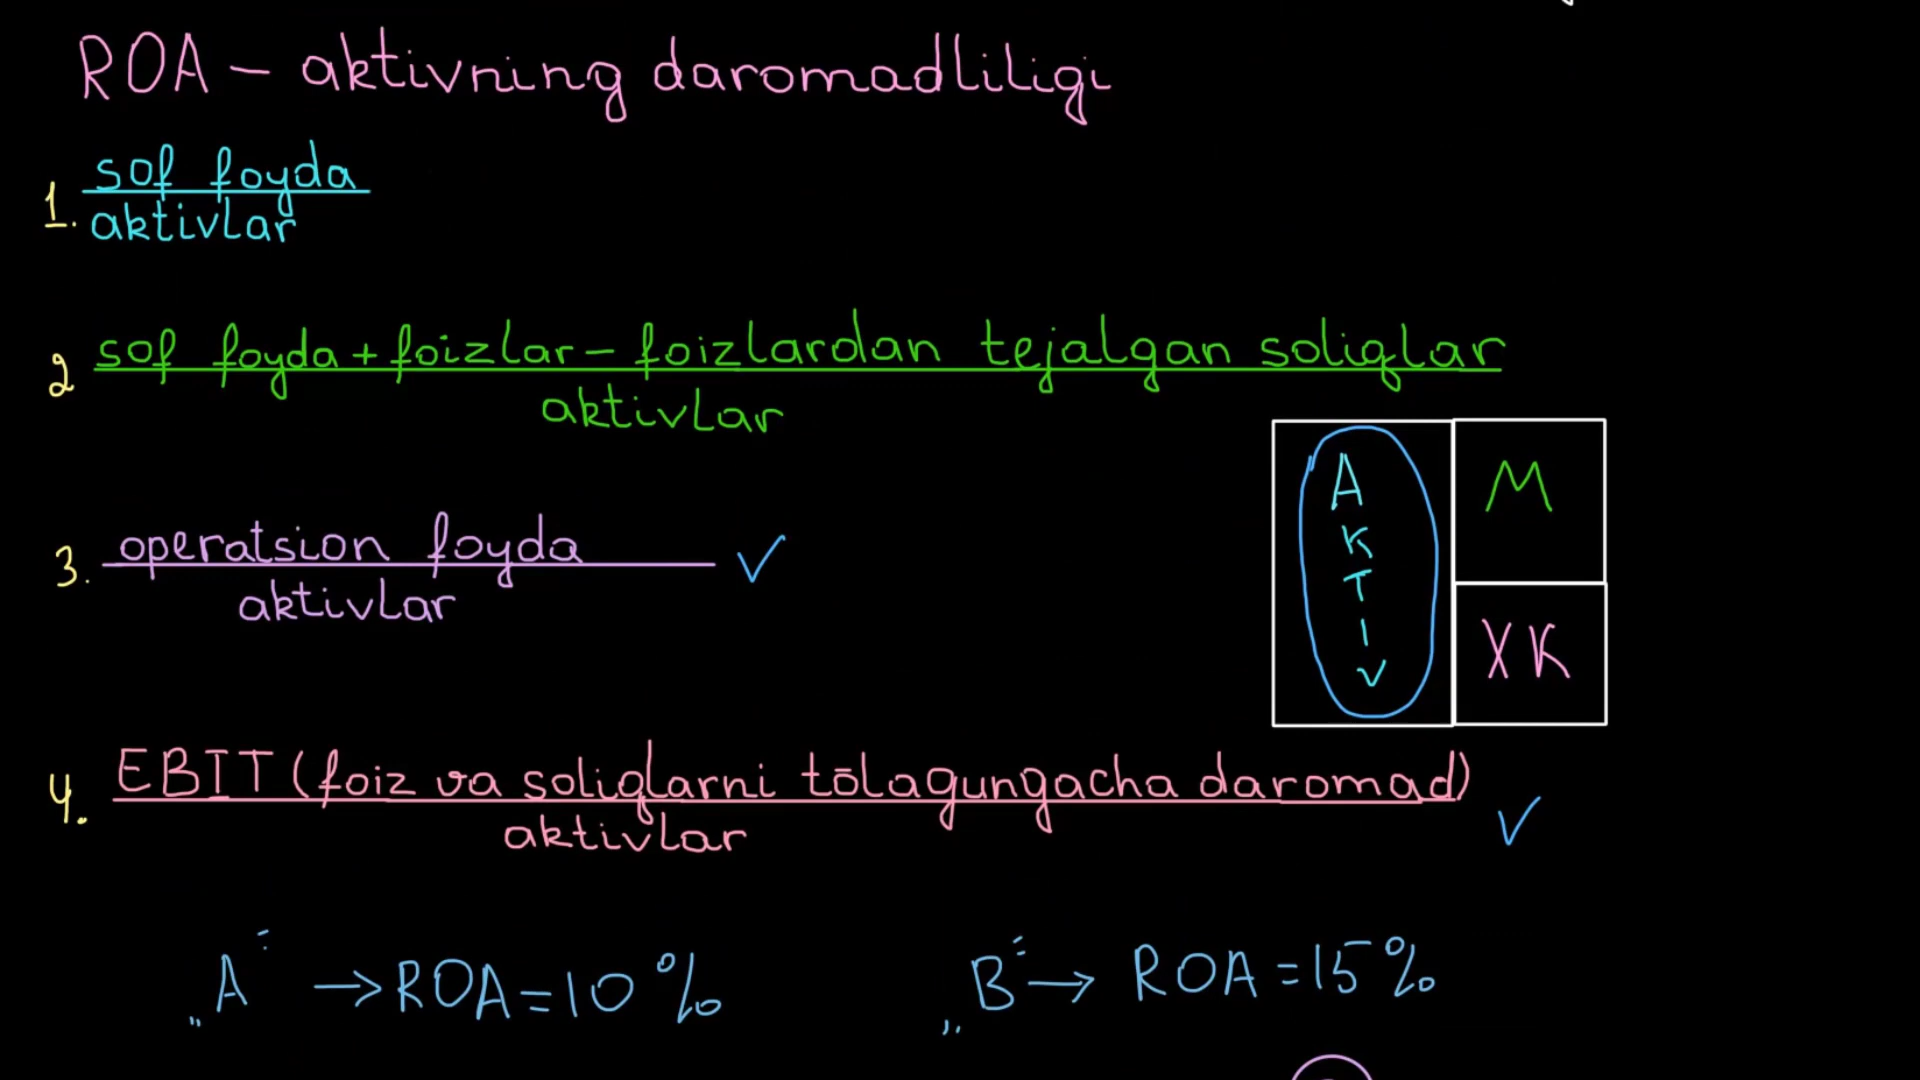 ROA - aktivning daromadliligi
1. sof foyda
aktivlar
2 sof foyda + foizlar - foizlardan tejalgan soliqlar
aktivlar
3. operatsion foyda
aktivlar
AKTIV
M
XK
4. EBIT (foiz va soliqlarni tōlagungacha daromad)
aktivlar
„A“ → ROA = 10%
„B“ → ROA = 15%